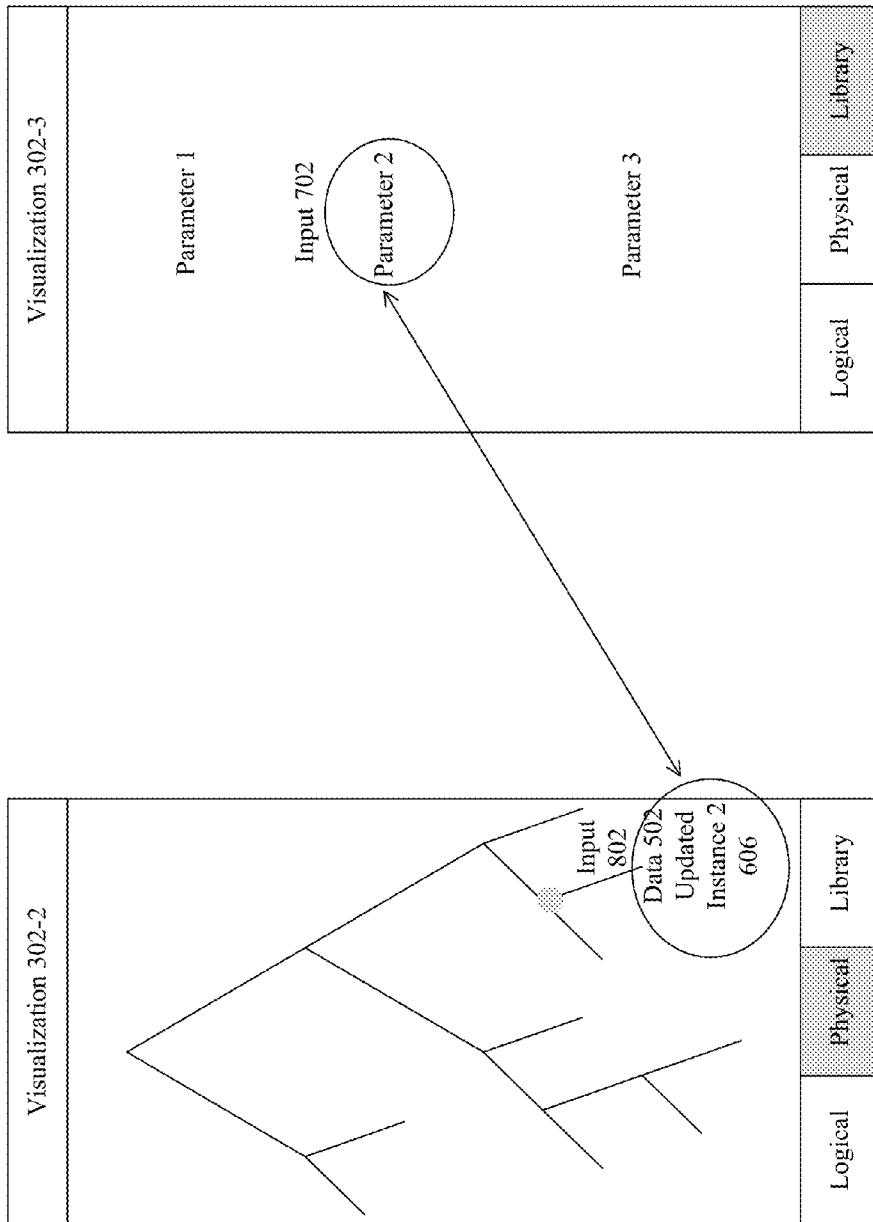 Visualization 302-2
Input
802
Data 502
Updated
Instance 2
606
Logical
Physical
Library
Visualization 302-3
Parameter 1
Input 702
Parameter 2
Parameter 3
Logical
Physical
Library